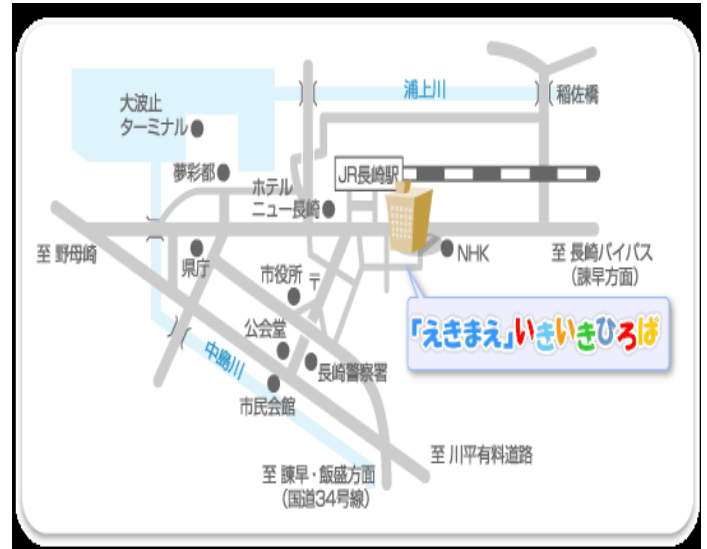 浦上川
稲佐橋
大波止
ターミナル
夢彩都
ホテル
ニュー長崎
JR長崎駅
至 野母崎
県庁
市役所
〒
NHK
至 長崎バイパス
(諫早方面)
「えきまえ」いきいきひろば
公会堂
長崎警察署
中島川
市民会館
至 川平有料道路
至 諫早・飯盛方面
(国道34号線)